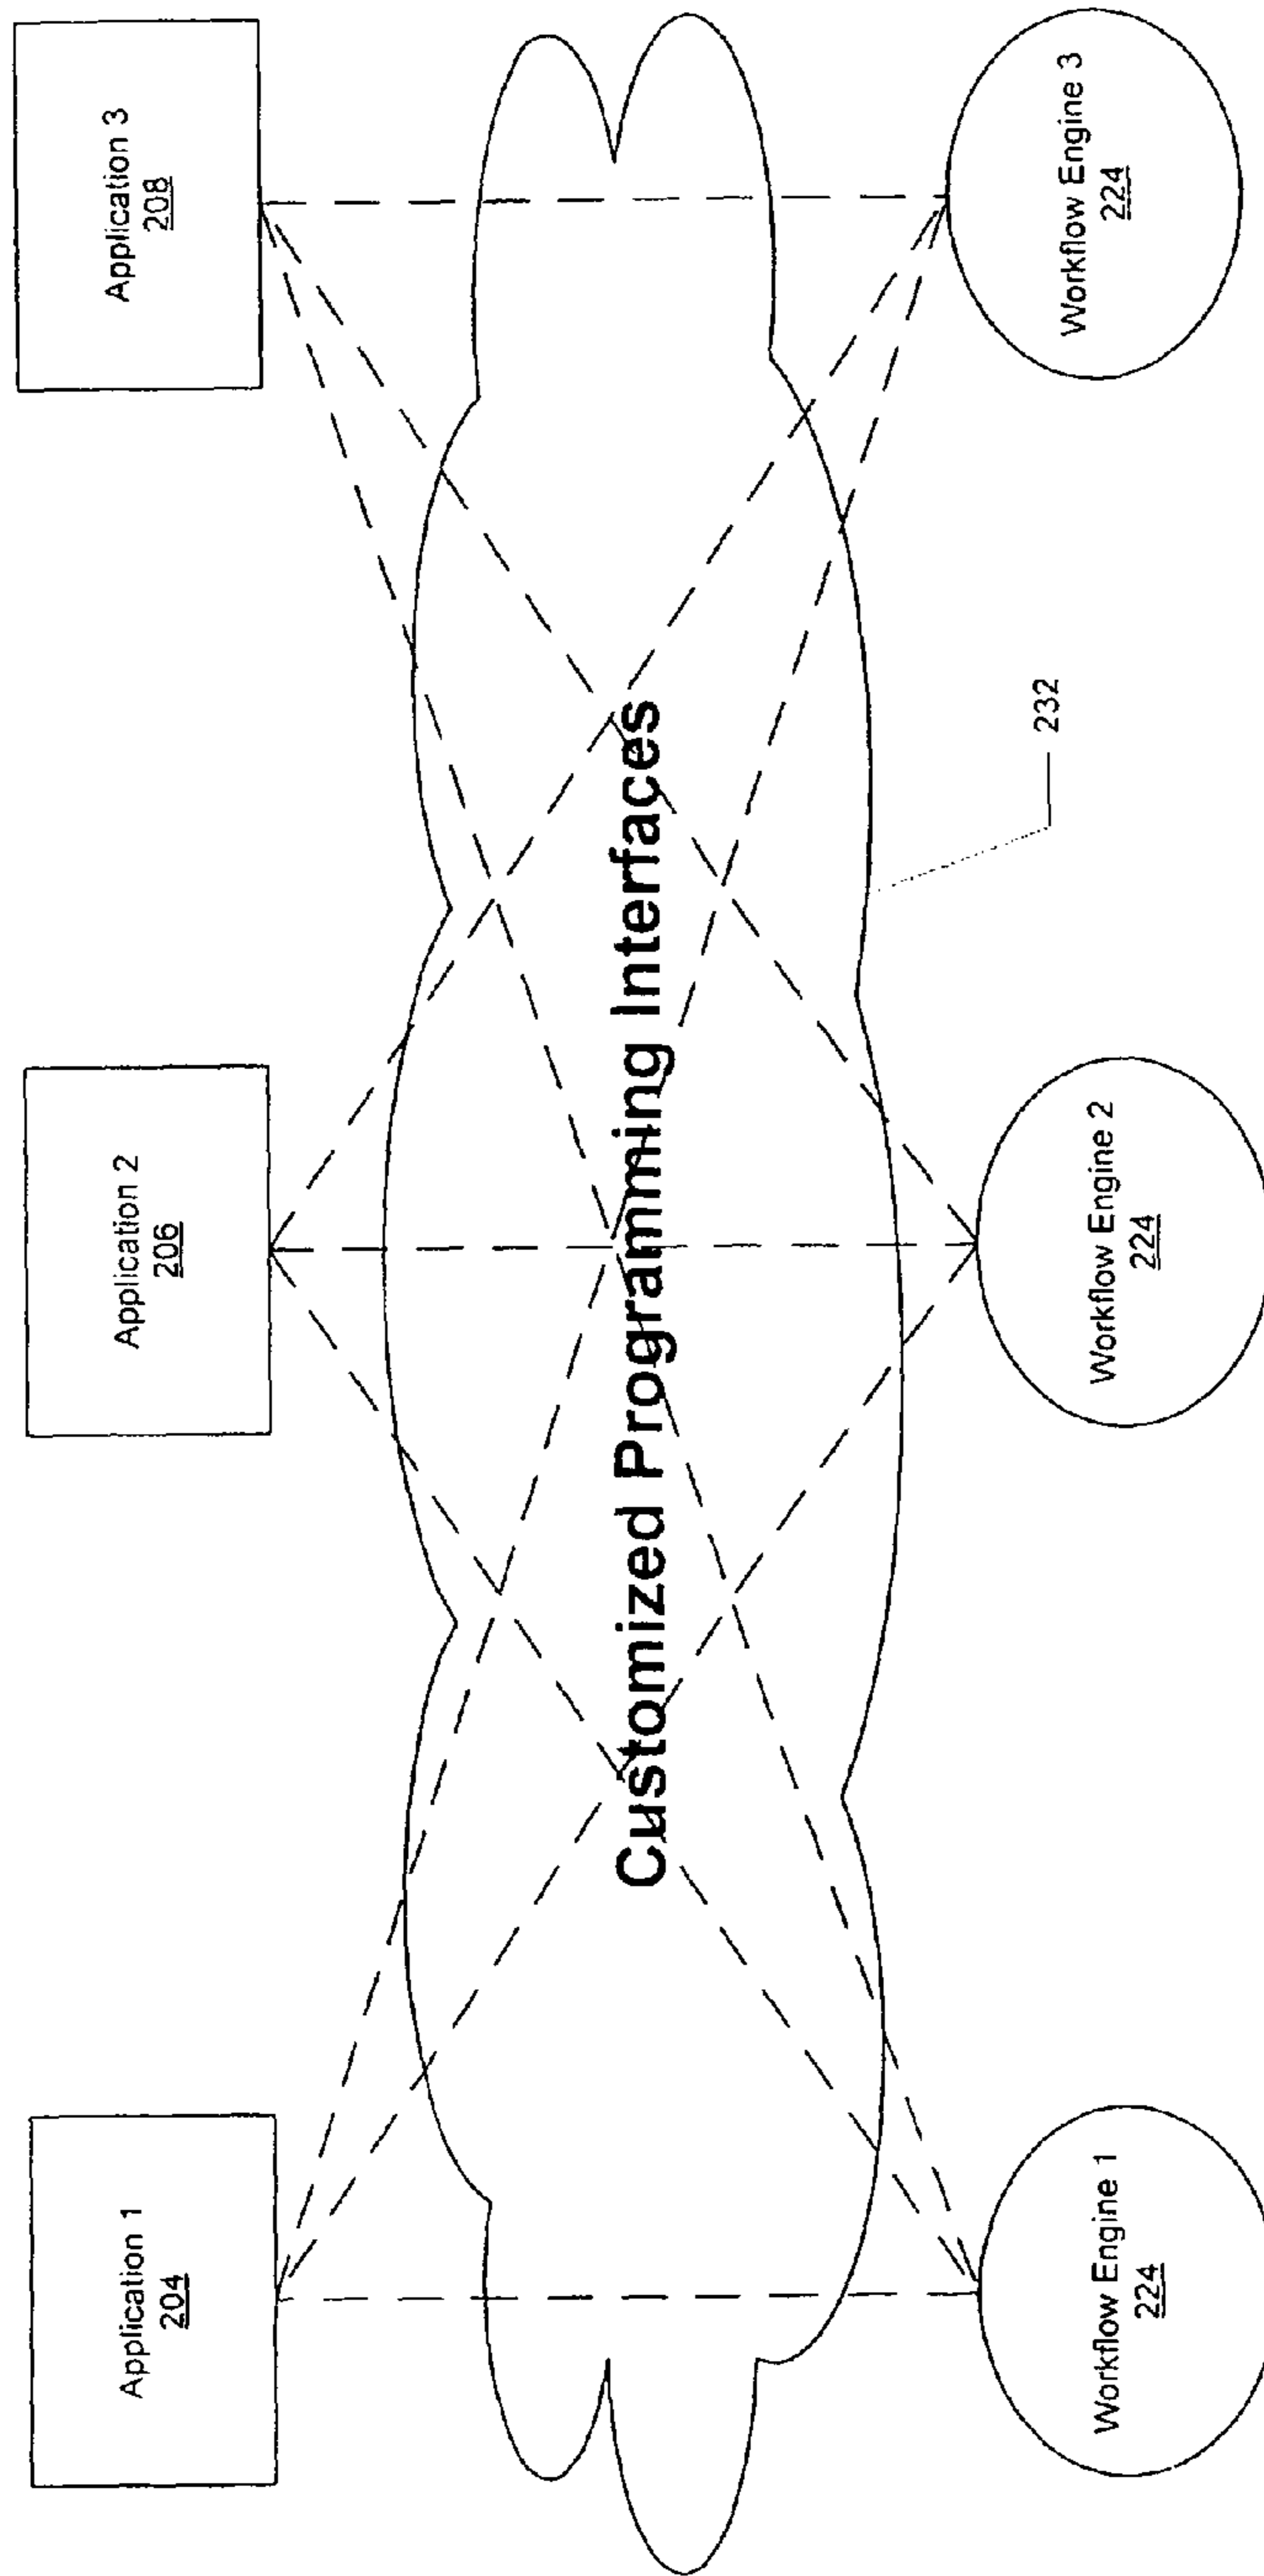 Application 1
204
Application 2
206
Application 3
208
Customized Programming Interfaces
232
Workflow Engine 1
224
Workflow Engine 2
224
Workflow Engine 3
224